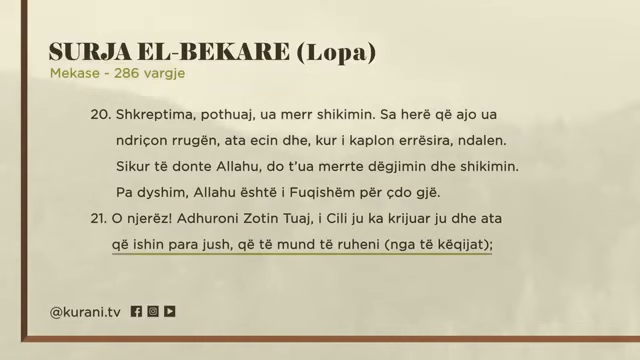 SURJA EL-BEKARE (Lopa)
Mekase - 286 vargje
20. Shkreptima, pothuaj, ua merr shikimin. Sa herë që ajo ua
ndriçon rrugën, ata ecin dhe, kur i kaplon errësira, ndalen.
Sikur të donte Allahu, do t’ua merrte dëgjimin dhe shikimin.
Pa dyshim, Allahu është i Fuqishëm për çdo gjë.
21. O njerëz! Adhuroni Zotin Tuaj, i Cili ju ka krijuar ju dhe ata
që ishin para jush, që të mund të ruheni (nga të këqijat);
@kurani.tv